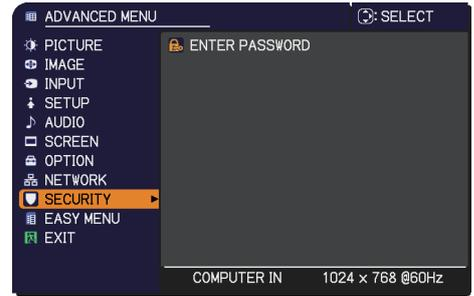 ADVANCED MENU
: SELECT
PICTURE
IMAGE
INPUT
SETUP
AUDIO
SCREEN
OPTION
NETWORK
SECURITY
EASY MENU
EXIT
ENTER PASSWORD
COMPUTER IN 1024 x 768 @60Hz